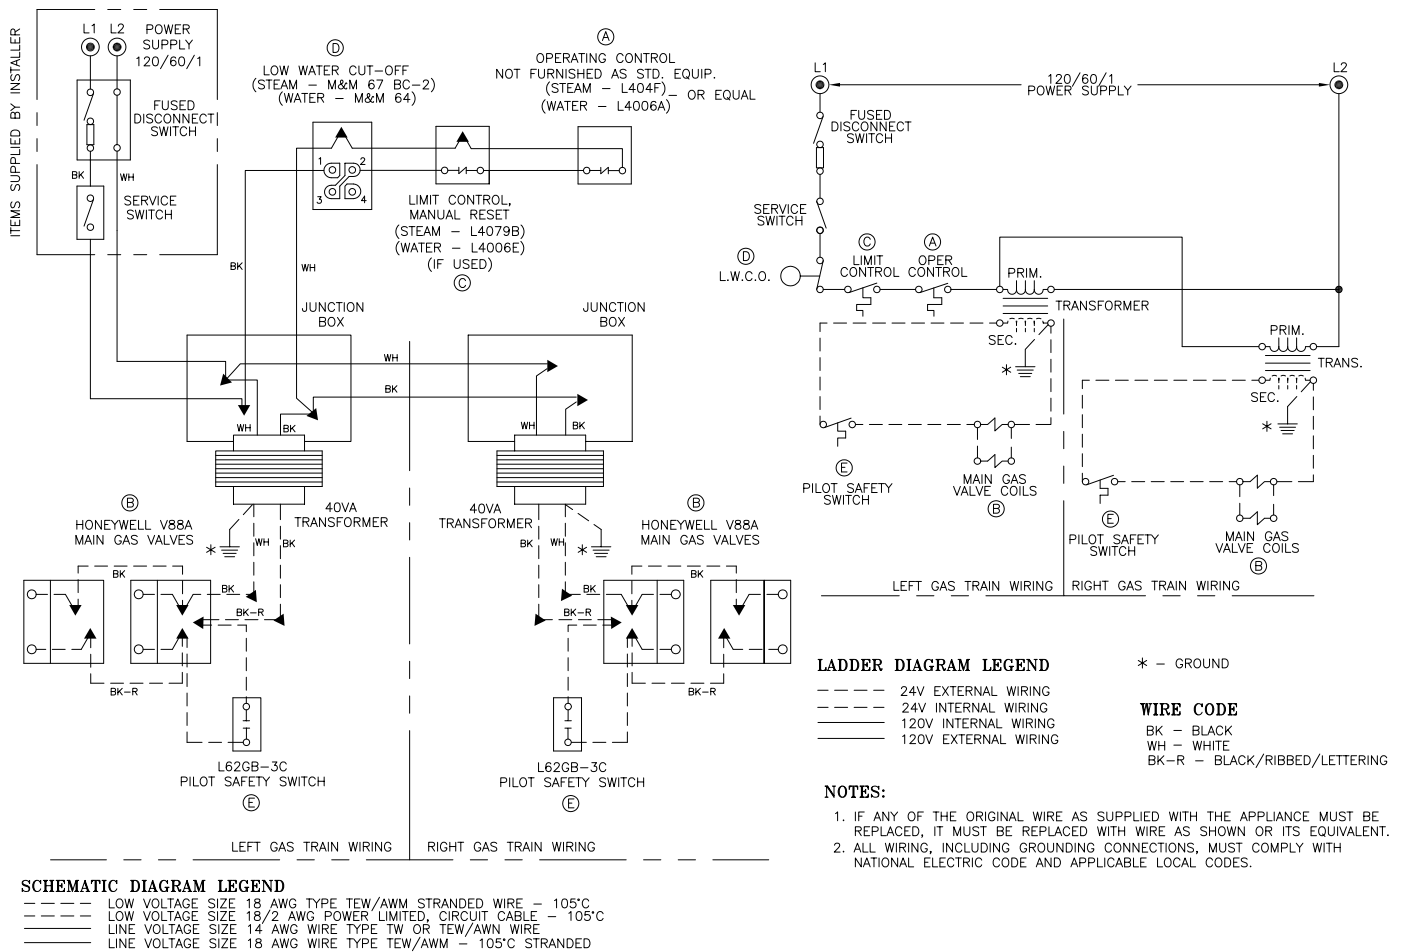 ITEMS SUPPLIED BY INSTALLER
L1 L2 POWER
SUPPLY
120/60/1
FUSED
DISCONNECT
SWITCH
BK
WH
SERVICE
SWITCH
D
LOW WATER CUT-OFF
(STEAM - M&M 67 BC-2)
(WATER - M&M 64)
A
OPERATING CONTROL
NOT FURNISHED AS STD. EQUIP.
(STEAM - L404F)
- OR EQUAL
(WATER - L4006A)
1 2
3 4
LIMIT CONTROL,
MANUAL RESET
(STEAM - L4079B)
(WATER - L4006E)
(IF USED)
C
BK
WH
JUNCTION
BOX
JUNCTION
BOX
WH
BK
WH BK
WH BK
40VA
TRANSFORMER
40VA
TRANSFORMER
B
HONEYWELL V88A
MAIN GAS VALVES
B
HONEYWELL V88A
MAIN GAS VALVES
*
WH BK
BK WH
*
BK
BK
BK-R
BK-R
BK
BK
BK-R
BK-R
L62GB-3C
PILOT SAFETY SWITCH
E
L62GB-3C
PILOT SAFETY SWITCH
E
LEFT GAS TRAIN WIRING
RIGHT GAS TRAIN WIRING
SCHEMATIC DIAGRAM LEGEND
LOW VOLTAGE SIZE 18 AWG TYPE TEW/AWM STRANDED WIRE - 105°C
LOW VOLTAGE SIZE 18/2 AWG POWER LIMITED, CIRCUIT CABLE - 105°C
LINE VOLTAGE SIZE 14 AWG WIRE TYPE TW OR TEW/AWN WIRE
LINE VOLTAGE SIZE 18 AWG WIRE TYPE TEW/AWM - 105°C STRANDED
L1
120/60/1
POWER SUPPLY
L2
FUSED
DISCONNECT
SWITCH
SERVICE
SWITCH
D
L.W.C.O.
C
LIMIT
CONTROL
A
OPER
CONTROL
PRIM.
TRANSFORMER
SEC.
*
PRIM.
TRANS.
SEC.
*
E
PILOT SAFETY
SWITCH
MAIN GAS
VALVE COILS
B
E
PILOT SAFETY
SWITCH
MAIN GAS
VALVE COILS
B
LEFT GAS TRAIN WIRING
RIGHT GAS TRAIN WIRING
LADDER DIAGRAM LEGEND
24V EXTERNAL WIRING
24V INTERNAL WIRING
120V INTERNAL WIRING
120V EXTERNAL WIRING
* - GROUND
WIRE CODE
BK - BLACK
WH - WHITE
BK-R - BLACK/RIBBED/LETTERING
NOTES:
1. IF ANY OF THE ORIGINAL WIRE AS SUPPLIED WITH THE APPLIANCE MUST BE
REPLACED, IT MUST BE REPLACED WITH WIRE AS SHOWN OR ITS EQUIVALENT.
2. ALL WIRING, INCLUDING GROUNDING CONNECTIONS, MUST COMPLY WITH
NATIONAL ELECTRIC CODE AND APPLICABLE LOCAL CODES.